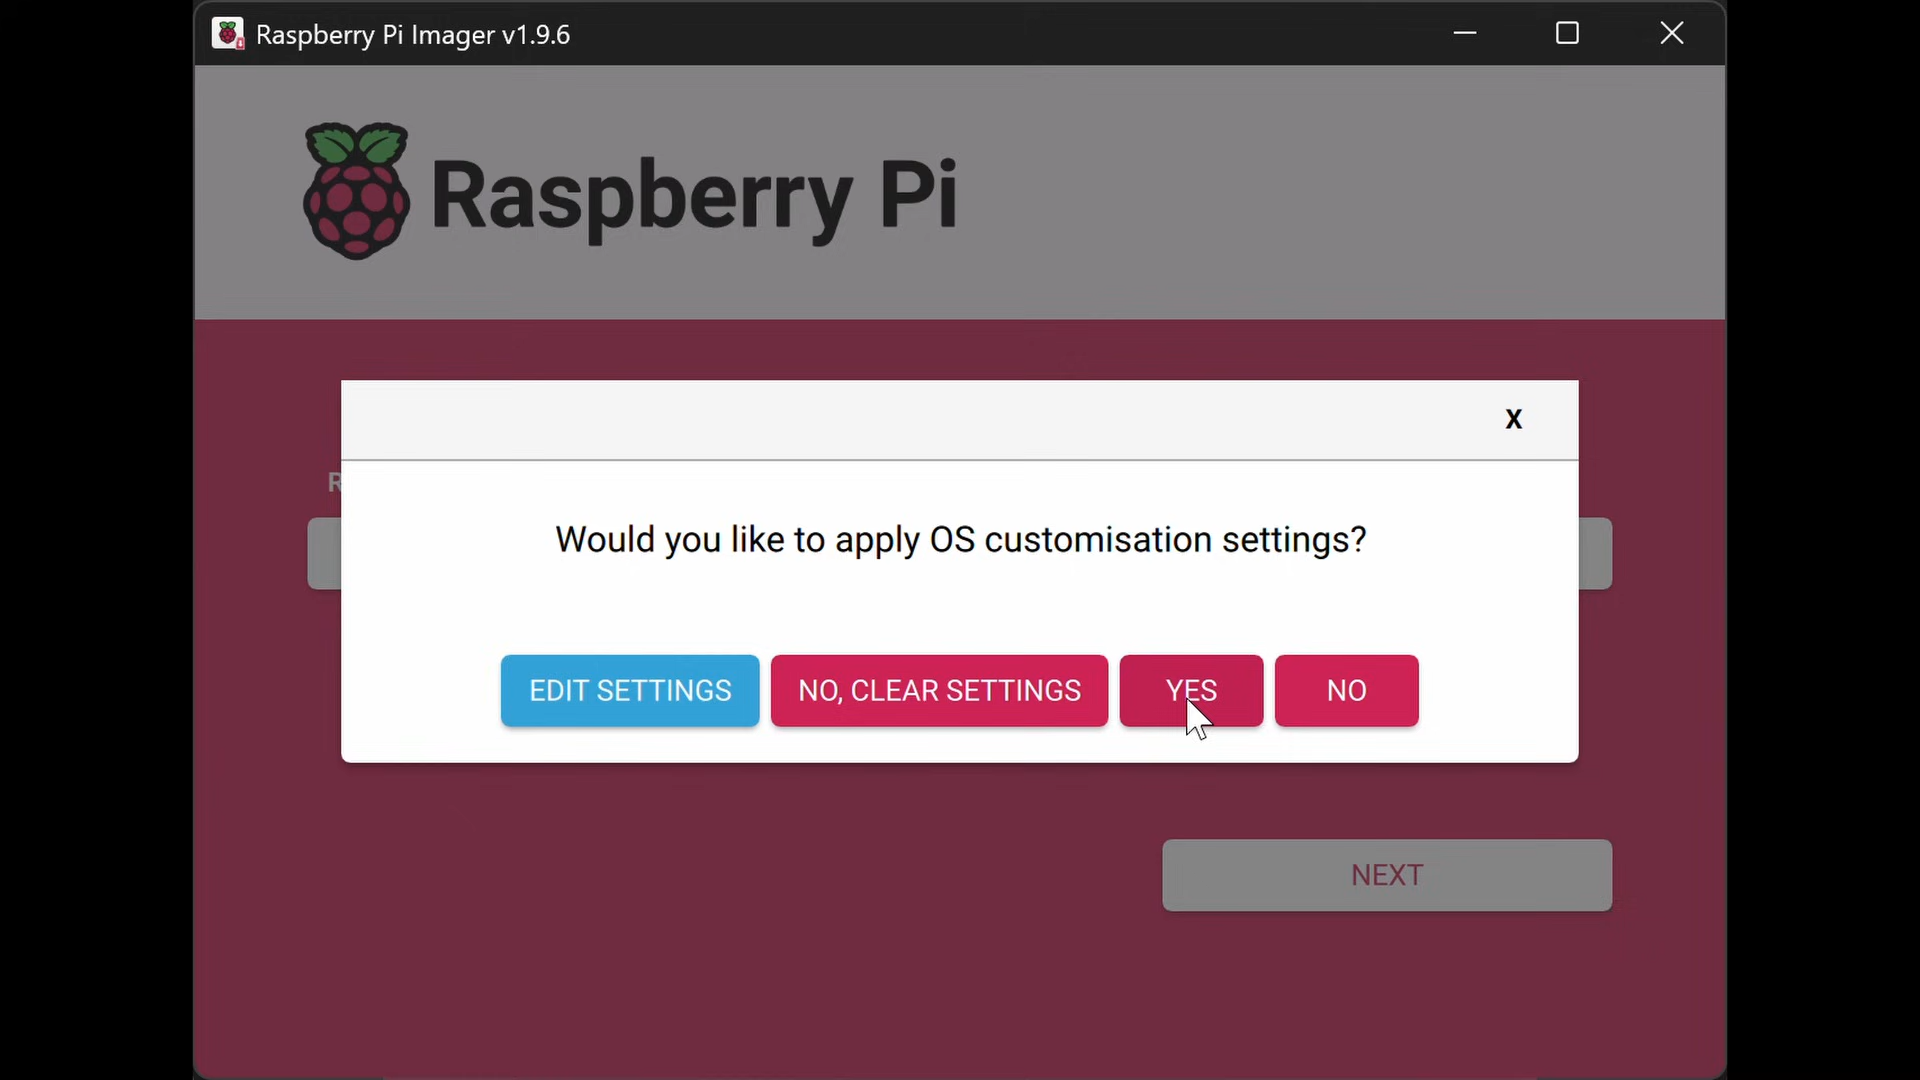 Raspberry Pi Imager v1.9.6
Raspberry Pi
X
R
Would you like to apply OS customisation settings?
EDIT SETTINGS
NO, CLEAR SETTINGS
YES
NO
NEXT